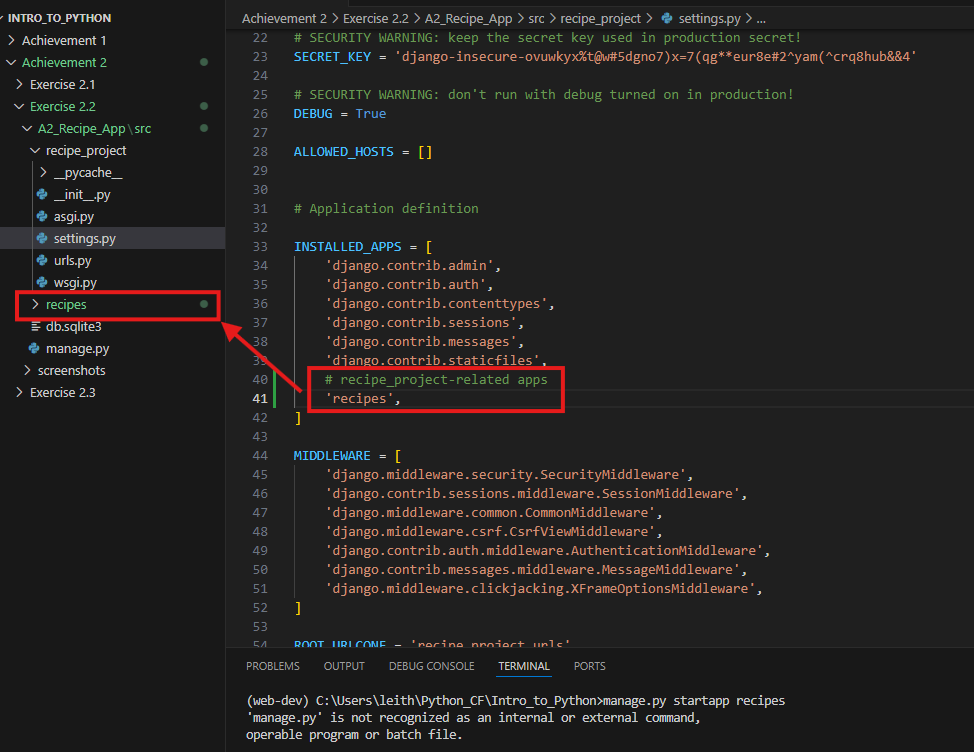 INTRO_TO_PYTHON
Achievement 1
Achievement 2
Exercise 2.1
Exercise 2.2
A2_Recipe_App\src
recipe_project
__pycache__
__init__.py
asgi.py
settings.py
urls.py
wsgi.py
recipes
db.sqlite3
manage.py
screenshots
Exercise 2.3
Achievement 2 > Exercise 2.2 > A2_Recipe_App > src > recipe_project > settings.py > ...
22 # SECURITY WARNING: keep the secret key used in production secret!
23 SECRET_KEY = 'django-insecure-ovuwkyx%t@w#5dgno7)x=7(qg**eur8e#2^yam(^crq8hub&&4'
24
25 # SECURITY WARNING: don't run with debug turned on in production!
26 DEBUG = True
27
28 ALLOWED_HOSTS = []
29
30
31 # Application definition
32
33 INSTALLED_APPS = [
34 'django.contrib.admin',
35 'django.contrib.auth',
36 'django.contrib.contenttypes',
37 'django.contrib.sessions',
38 'django.contrib.messages',
39 'django.contrib.staticfiles',
40 # recipe_project-related apps
41 'recipes',
42 ]
43
44 MIDDLEWARE = [
45 'django.middleware.security.SecurityMiddleware',
46 'django.contrib.sessions.middleware.SessionMiddleware',
47 'django.middleware.common.CommonMiddleware',
48 'django.middleware.csrf.CsrfViewMiddleware',
49 'django.contrib.auth.middleware.AuthenticationMiddleware',
50 'django.contrib.messages.middleware.MessageMiddleware',
51 'django.middleware.clickjacking.XFrameOptionsMiddleware',
52 ]
53
54 ROOT_URLCONF = 'recipe_project.urls'
PROBLEMS OUTPUT DEBUG CONSOLE TERMINAL PORTS
(web-dev) C:\Users\leith\Python_CF\Intro_to_Python>manage.py startapp recipes
'manage.py' is not recognized as an internal or external command,
operable program or batch file.